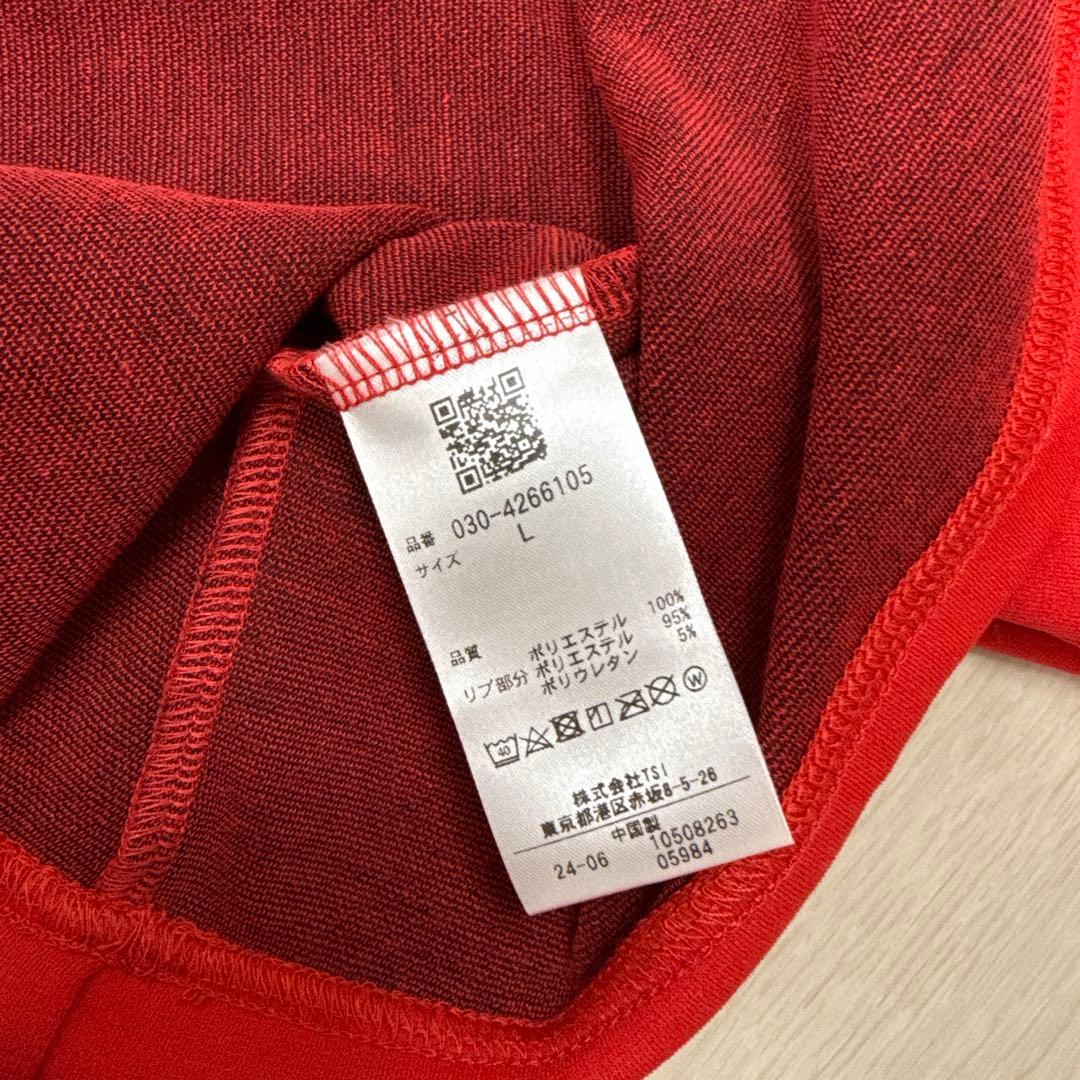 品番 030-4266105
サイズ L
品質 ポリエステル 100%
リブ部分 ポリエステル 95%
ポリウレタン 5%
40 W
株式会社TSI
東京都港区赤坂8-5-26
中国製 10508263
24-06 05984